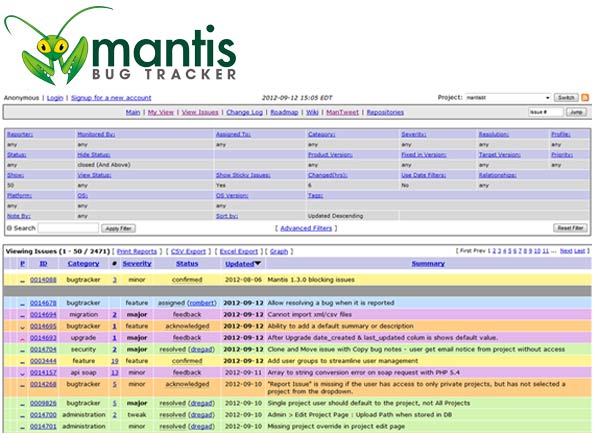 mantis
BUG TRACKER
Anonymous | Login | Signup for a new account 2012-09-12 15:05 EDT Project: mantisbt Switch
Main | My View | View Issues | Change Log | Roadmap | Wiki | ManTweet | Repositories Issue # Jump
Reporter: Monitored By: Assigned To: Category: Severity: Resolution: Profile:
any any any any any any any
Status: Hide Status: Product Version: Fixed in Version: Target Version: Priority:
any closed (And Above) any any any any
Show: View Status: Show Sticky Issues: Changed(hrs): Use Date Filters: Relationships:
50 any Yes 6 No any
Platform: OS: OS Version: Tags:
any any any
Note By: Sort by: Updated Descending
any
Search Apply Filter [ Advanced Filters ] Reset Filter
Viewing Issues (1 - 50 / 2471) [ Print Reports ] [ CSV Export ] [ Excel Export ] [ Graph ] [ First Prev 1 2 3 4 5 6 7 8 9 10 11 ... Next Last ]
P ID Category # Severity Status Updated Summary
0014088 bugtracker 3 minor confirmed 2012-08-06 Mantis 1.3.0 blocking issues
0014678 bugtracker feature assigned (rombert) 2012-09-12 Allow resolving a bug when it is reported
0014694 migration 2 major feedback 2012-09-12 Cannot import xml/csv files
0014695 bugtracker 1 feature acknowledged 2012-09-12 Ability to add a default summary or description
0014692 upgrade 1 major feedback 2012-09-12 After Upgrade date_created & last_updated colum is shows default value.
0014704 security 2 major resolved (dregad) 2012-09-12 Clone and Move issue with Copy bug notes - user get email notice from project without access
0003444 feature 19 feature confirmed 2012-09-11 Add user groups to streamline user management
0014157 api soap 13 minor feedback 2012-09-11 Array to string conversion error on soap request with PHP 5.4
0014268 bugtracker 5 minor acknowledged 2012-09-10 "Report Issue" is missing if the user has access to only private projects, but has not selected a
project from the dropdown.
0009826 bugtracker 5 major resolved (dregad) 2012-09-10 Single project user should default to the project, not All Projects
0014700 administration 2 tweak resolved (dregad) 2012-09-10 Admin > Edit Project Page : Upload Path when stored in DB
0014701 administration minor resolved (dregad) 2012-09-10 Missing project override in project edit page